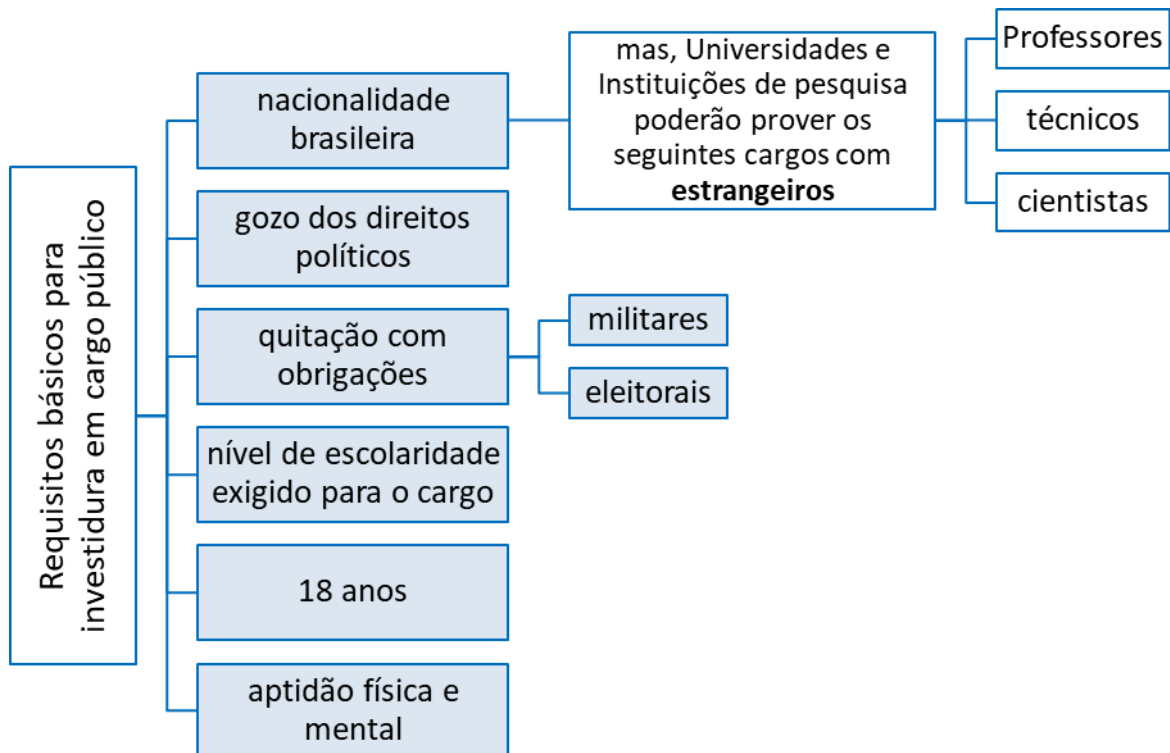 Requisitos básicos para
investidura em cargo público
nacionalidade
brasileira
mas, Universidades e
Instituições de pesquisa
poderão prover os
seguintes cargos com
estrangeiros
Professores
técnicos
cientistas
gozo dos direitos
políticos
quitação com
obrigações
militares
eleitorais
nível de escolaridade
exigido para o cargo
18 anos
aptidão física e
mental